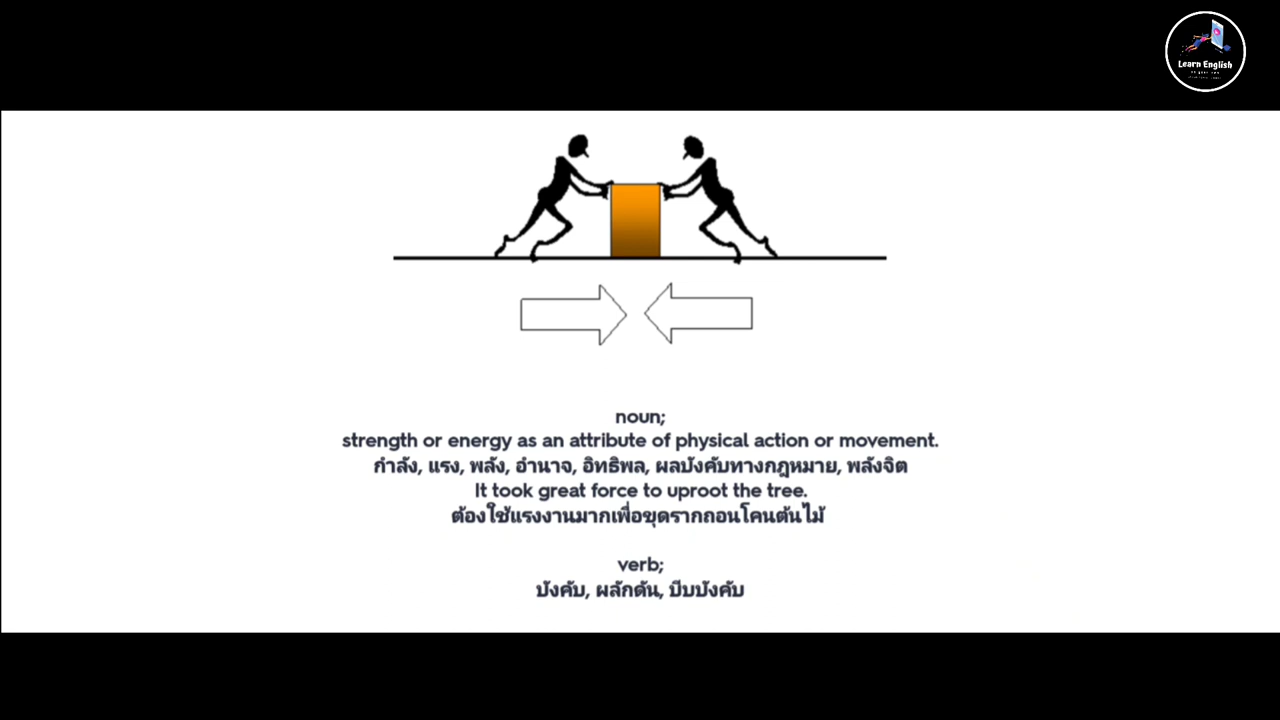 Learn English
noun;
strength or energy as an attribute of physical action or movement.
กำลัง, แรง, พลัง, อำนาจ, อิทธิพล, ผลบังคับทางกฎหมาย, พลังจิต
It took great force to uproot the tree.
ต้องใช้แรงงานมากเพื่อขุดรากถอนโคนต้นไม้
verb;
บังคับ, ผลักดัน, บีบบังคับ